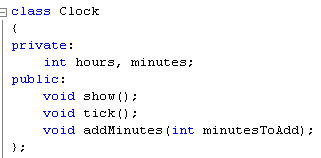 class Clock
{
private:
    int hours, minutes;
public:
    void show();
    void tick();
    void addMinutes(int minutesToAdd);
};